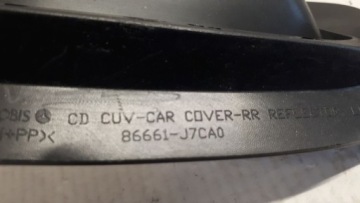 CD CUV-CAR COVER-RR
+PP>< 86661-J7CA0